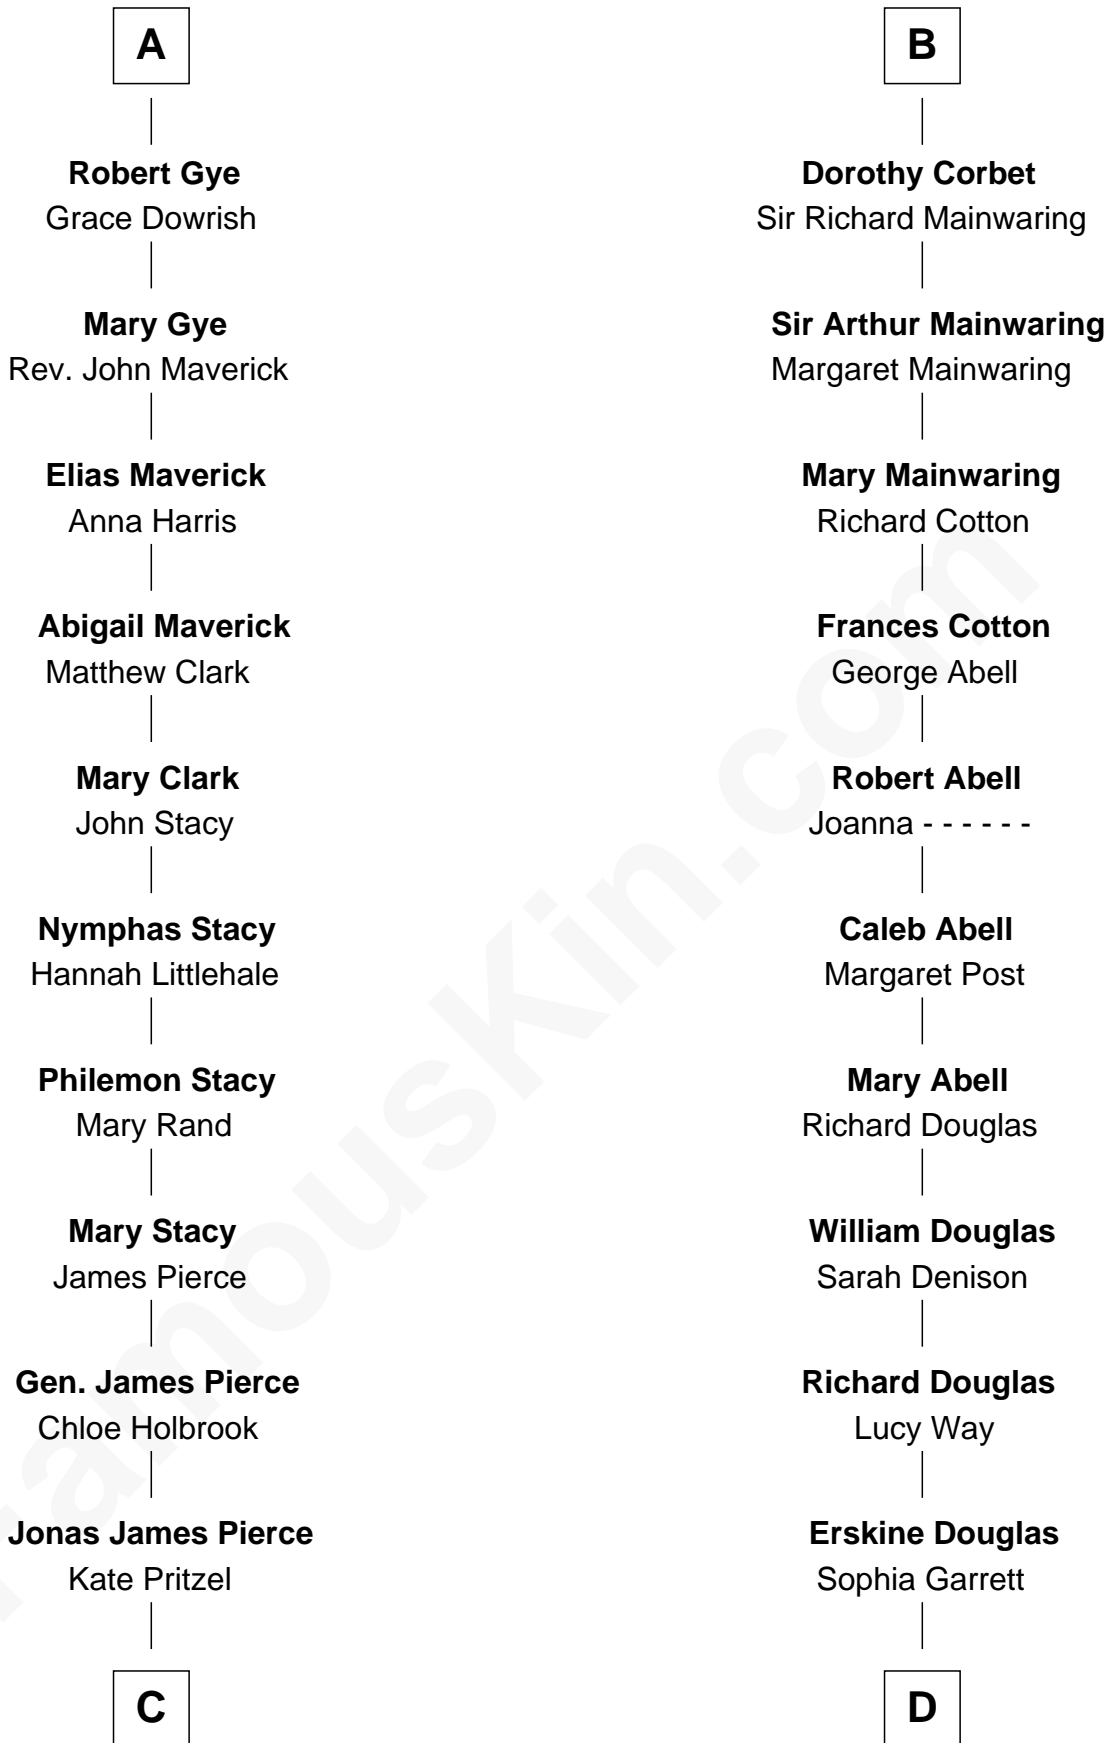 A
Robert Gye
Grace Dowrish
Mary Gye
Rev. John Maverick
Elias Maverick
Anna Harris
Abigail Maverick
Matthew Clark
Mary Clark
John Stacy
Nymphas Stacy
Hannah Littlehale
Philemon Stacy
Mary Rand
Mary Stacy
James Pierce
Gen. James Pierce
Chloe Holbrook
Jonas James Pierce
Kate Pritzel
C
B
Dorothy Corbet
Sir Richard Mainwaring
Sir Arthur Mainwaring
Margaret Mainwaring
Mary Mainwaring
Richard Cotton
Frances Cotton
George Abell
Robert Abell
Joanna - - - - - -
Caleb Abell
Margaret Post
Mary Abell
Richard Douglas
William Douglas
Sarah Denison
Richard Douglas
Lucy Way
Erskine Douglas
Sophia Garrett
D
FamousKin.com